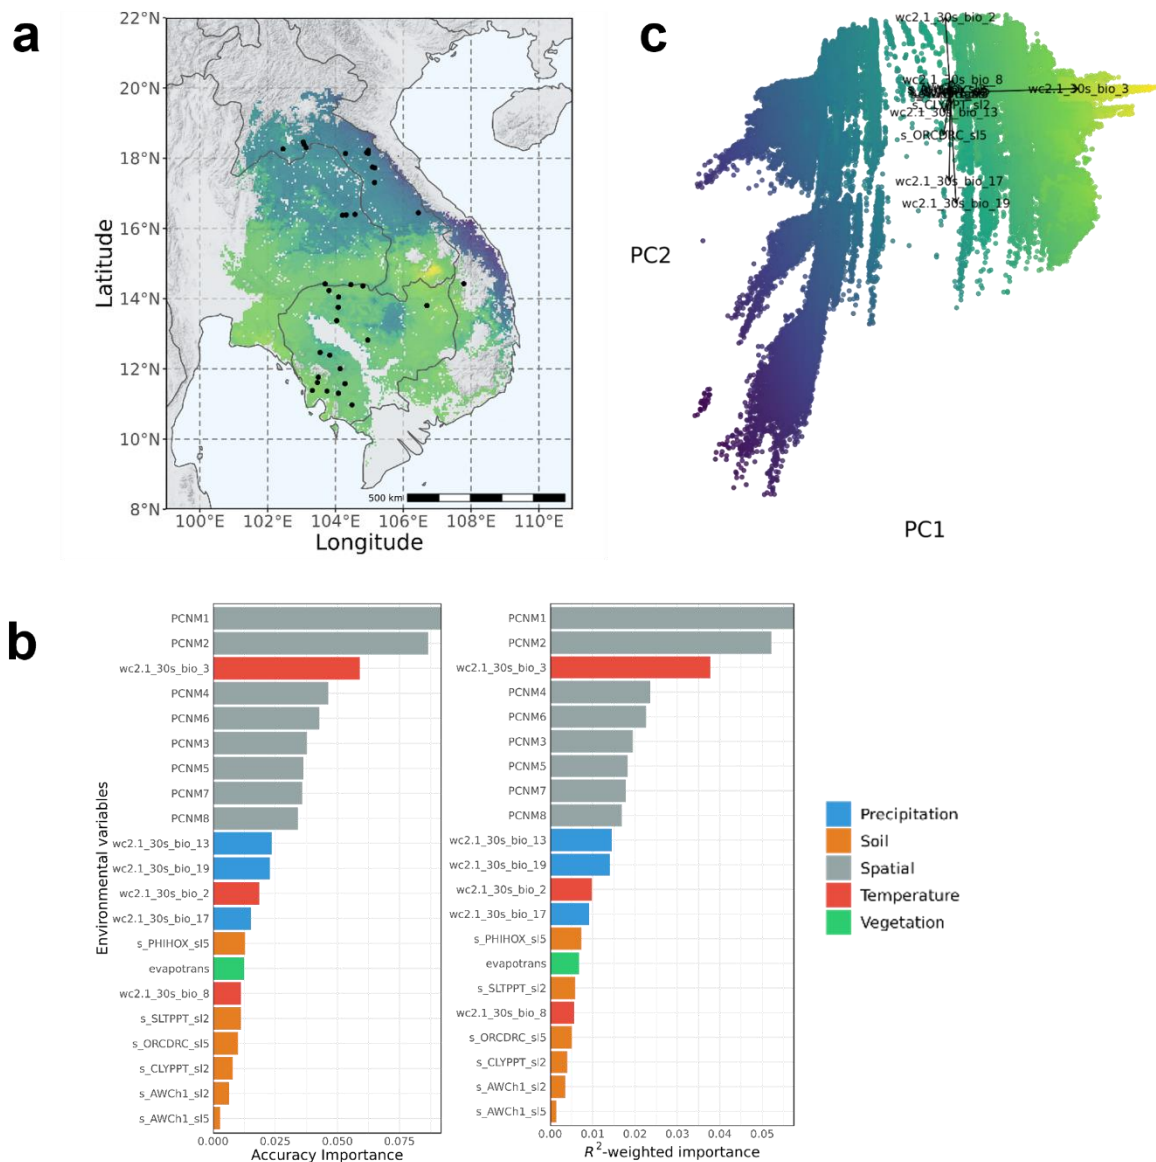 a
22°N
20°N
18°N
16°N
14°N
12°N
10°N
8°N
Latitude
500 km
100°E 102°E 104°E 106°E 108°E 110°E
Longitude
c
wc2.1_30s_bio_2
wc2.1_30s_bio_8
wc2.1_30s_bio_3
s_CLYPPT_sl2
wc2.1_30s_bio_13
s_ORCDRC_sl5
wc2.1_30s_bio_17
wc2.1_30s_bio_19
PC2
PC1
b
Environmental variables
PCNM1
PCNM2
wc2.1_30s_bio_3
PCNM4
PCNM6
PCNM3
PCNM5
PCNM7
PCNM8
wc2.1_30s_bio_13
wc2.1_30s_bio_19
wc2.1_30s_bio_2
wc2.1_30s_bio_17
s_PHIHOX_sl5
evapotrans
wc2.1_30s_bio_8
s_SLTPPT_sl2
s_ORCDRC_sl5
s_CLYPPT_sl2
s_AWCh1_sl2
s_AWCh1_sl5
0.000 0.025 0.050 0.075
Accuracy Importance
PCNM1
PCNM2
wc2.1_30s_bio_3
PCNM4
PCNM6
PCNM3
PCNM5
PCNM7
PCNM8
wc2.1_30s_bio_13
wc2.1_30s_bio_19
wc2.1_30s_bio_2
wc2.1_30s_bio_17
s_PHIHOX_sl5
evapotrans
s_SLTPPT_sl2
wc2.1_30s_bio_8
s_ORCDRC_sl5
s_CLYPPT_sl2
s_AWCh1_sl2
s_AWCh1_sl5
0.00 0.01 0.02 0.03 0.04 0.05
R²-weighted importance
Precipitation
Soil
Spatial
Temperature
Vegetation